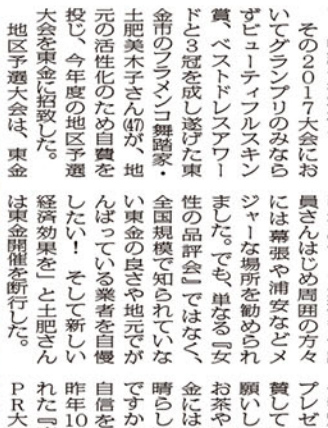 その2017大会にお
いてグランプリのみなら
ずビューティフルスキン
賞、ベストドレスアワー
ドと3冠を成し遂げた東
金市のフラメンコ舞踏家・
土肥美木子さん(47)が、地
元の活性化のため自費を
投じ、今年度の地区予選
大会を東金に招致した。
地区予選大会は、東金
員さんはじめ周囲の方々
には幕張や浦安などメ
ジャーな場所を勧められ
ました。でも、単なる『女
性の品評会』ではなく、
全国規模で知られていな
い東金の良さや地元でが
んばっている業者を自慢
したい！　そして新しい
経済効果を」と土肥さん
は東金開催を断行した。
プレゼ
賛して
願いし
お茶や
金には
晴らし
ですか
自信を
昨年10
れた『
PR大